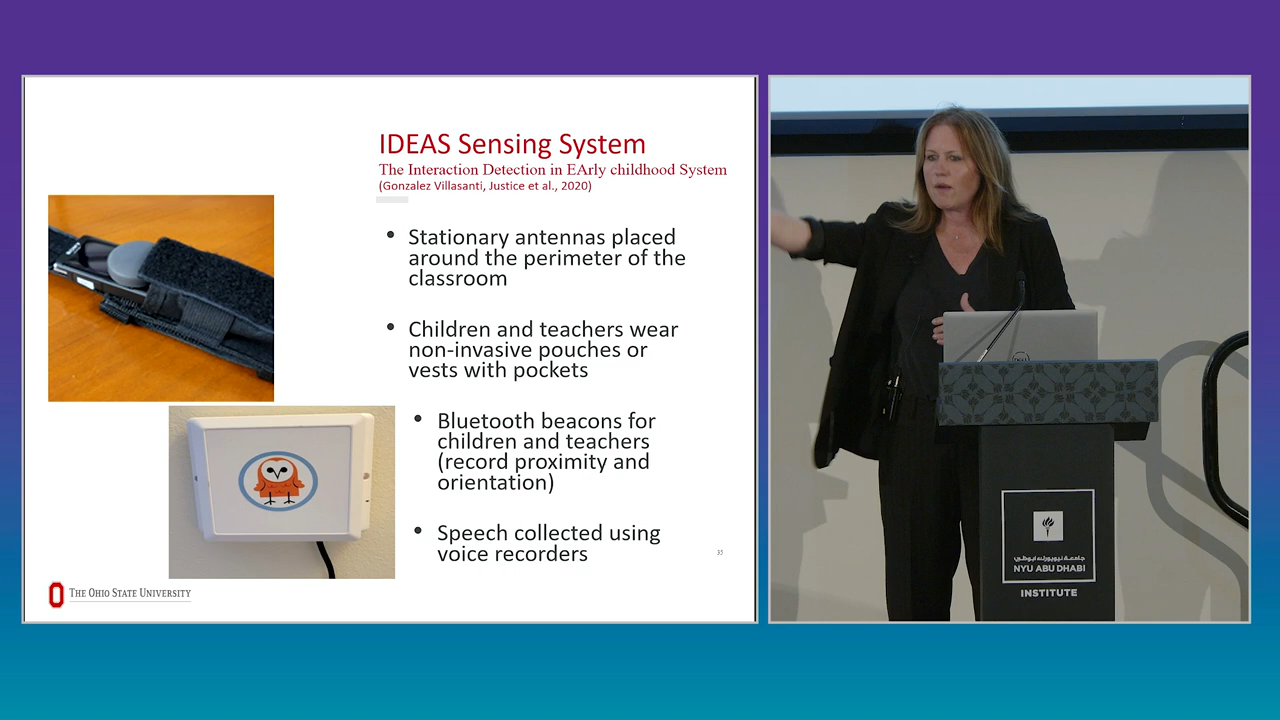 IDEAS Sensing System
The Interaction Detection in EArly childhood System
(Gonzalez Villasanti, Justice et al., 2020)
• Stationary antennas placed
around the perimeter of the
classroom
• Children and teachers wear
non-invasive pouches or
vests with pockets
• Bluetooth beacons for
children and teachers
(record proximity and
orientation)
• Speech collected using
voice recorders
35
THE OHIO STATE UNIVERSITY
DELL
جامعة نيويورك أبوظبي
NYU ABU DHABI
INSTITUTE